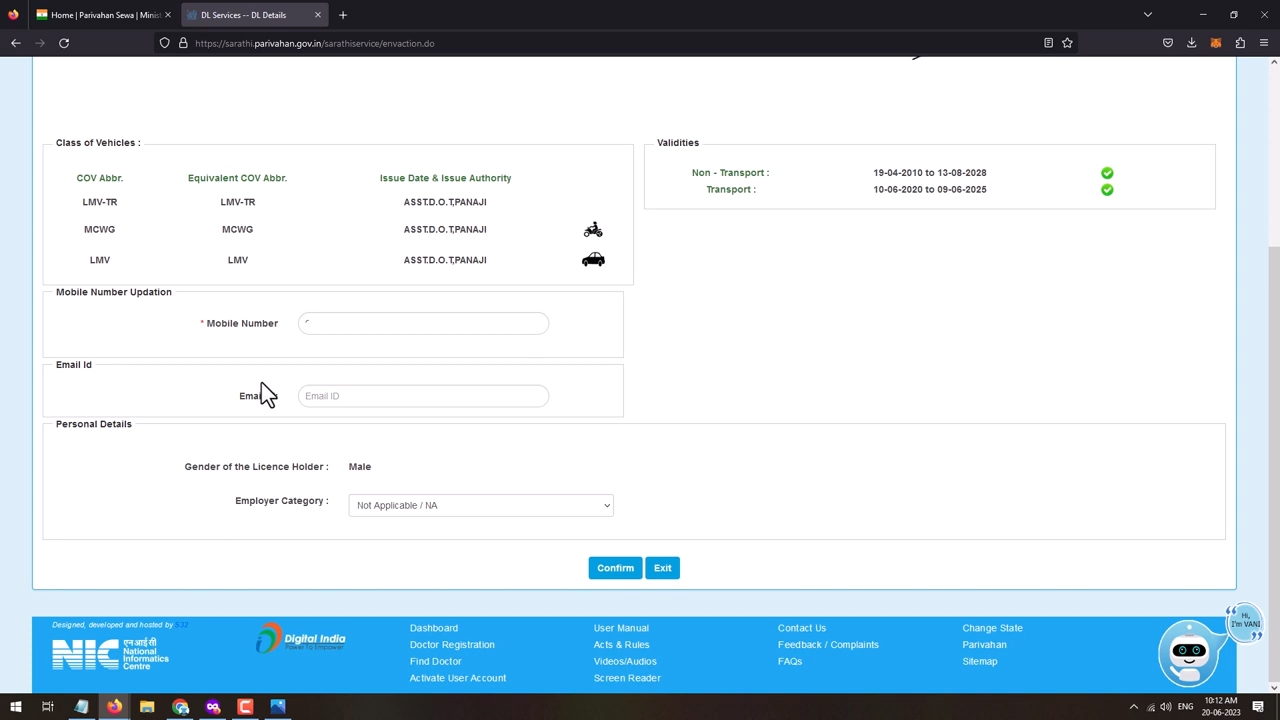 Home | Parivahan Sewa | Minist
DL Services -- DL Details
https://sarathi.parivahan.gov.in/sarathiservice/envaction.do
Class of Vehicles :
COV Abbr. Equivalent COV Abbr. Issue Date & Issue Authority
LMV-TR LMV-TR ASST.D.O.T,PANAJI
MCWG MCWG ASST.D.O.T,PANAJI
LMV LMV ASST.D.O.T,PANAJI
Validities
Non - Transport : 19-04-2010 to 13-08-2028
Transport : 10-06-2020 to 09-06-2025
Mobile Number Updation
* Mobile Number
Email Id
Email ID
Personal Details
Gender of the Licence Holder : Male
Employer Category : Not Applicable / NA
Confirm Exit
Designed, developed and hosted by S32
NIC
एन आई सी
National
Informatics
Centre
Digital India
Power To Empower
Dashboard
Doctor Registration
Find Doctor
Activate User Account
User Manual
Acts & Rules
Videos/Audios
Screen Reader
Contact Us
Feedback / Complaints
FAQs
Change State
Parivahan
Sitemap
Hi,
I'm VANI
ENG
10:12 AM
20-06-2023